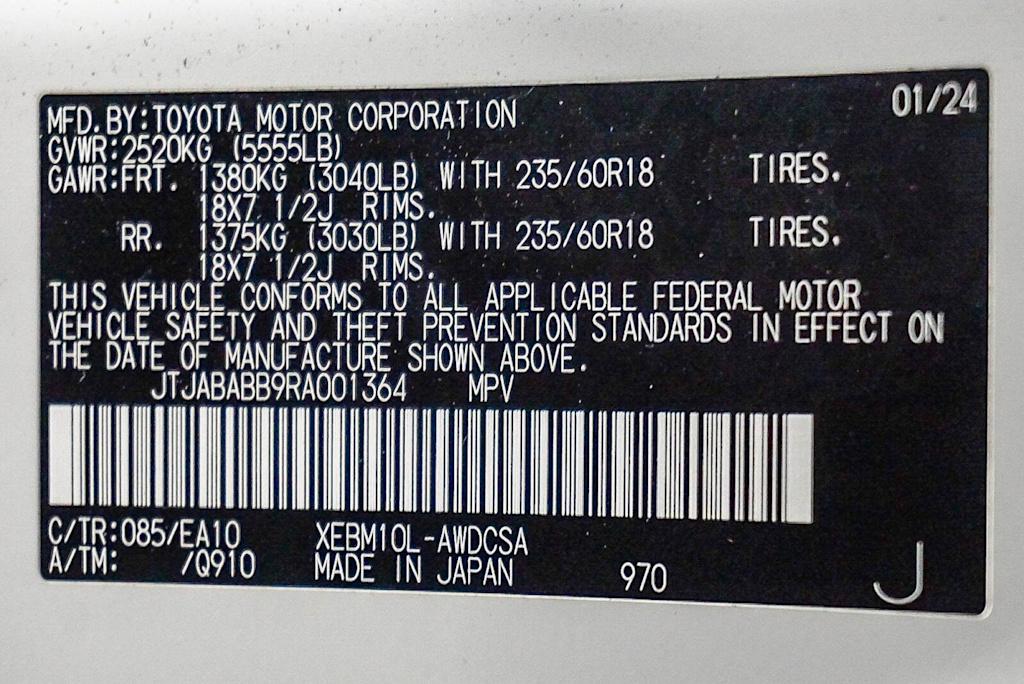 01/24
MFD. BY: TOYOTA MOTOR CORPORATION
GVWR: 2520KG (5555LB)
GAWR: FRT. 1380KG (3040LB) WITH 235/60R18 TIRES.
18X7 1/2J RIMS.
RR. 1375KG (3030LB) WITH 235/60R18 TIRES.
18X7 1/2J RIMS.
THIS VEHICLE CONFORMS TO ALL APPLICABLE FEDERAL MOTOR
VEHICLE SAFETY AND THEFT PREVENTION STANDARDS IN EFFECT ON
THE DATE OF MANUFACTURE SHOWN ABOVE.
JTJABABB9RA001364 MPV
C/TR: 085/EA10 XEBM10L-AWDCSA
A/TM: /Q910 MADE IN JAPAN 970 J